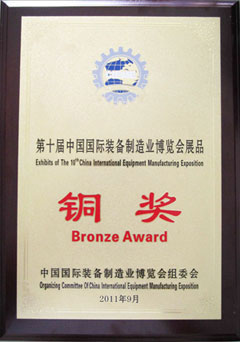 第十届中国国际装备制造业博览会展品
Exhibits of The 10th China International Equipment Manufacturing Exposition
铜奖
Bronze Award
中国国际装备制造业博览会组委会
Organizing Committee Of China International Equipment Manufacturing Exposition
2011年9月